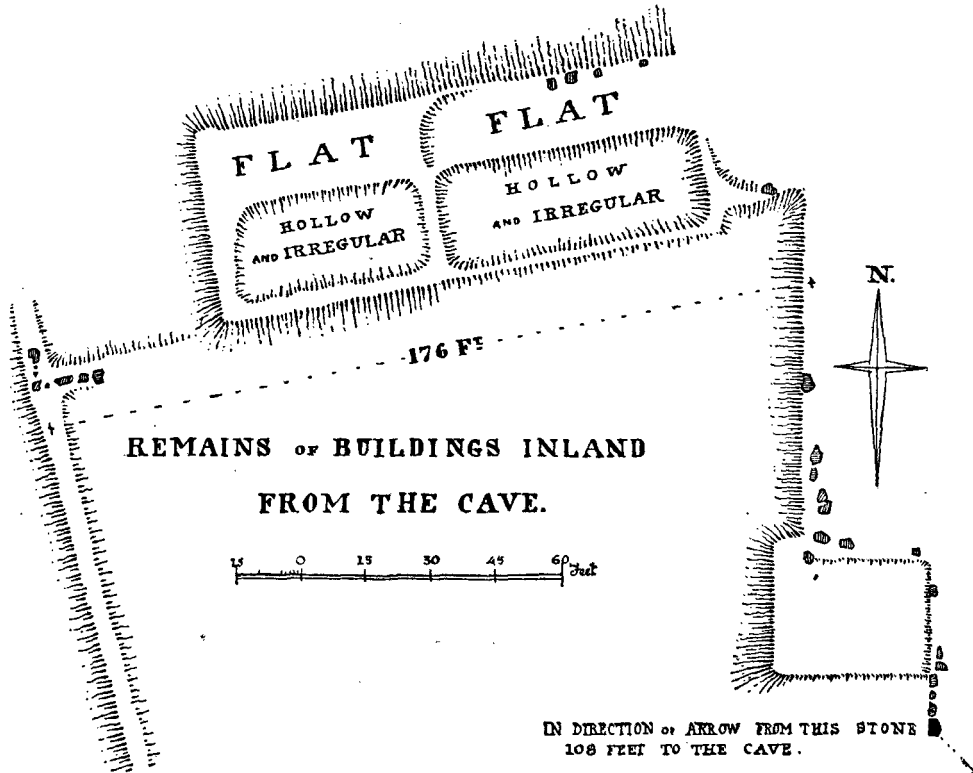 FLAT
FLAT
HOLLOW
AND IRREGULAR
HOLLOW
AND IRREGULAR
N.
176 FT
REMAINS OF BUILDINGS INLAND
FROM THE CAVE.
15 0 15 30 45 60 Feet
IN DIRECTION OF ARROW FROM THIS STONE
108 FEET TO THE CAVE.